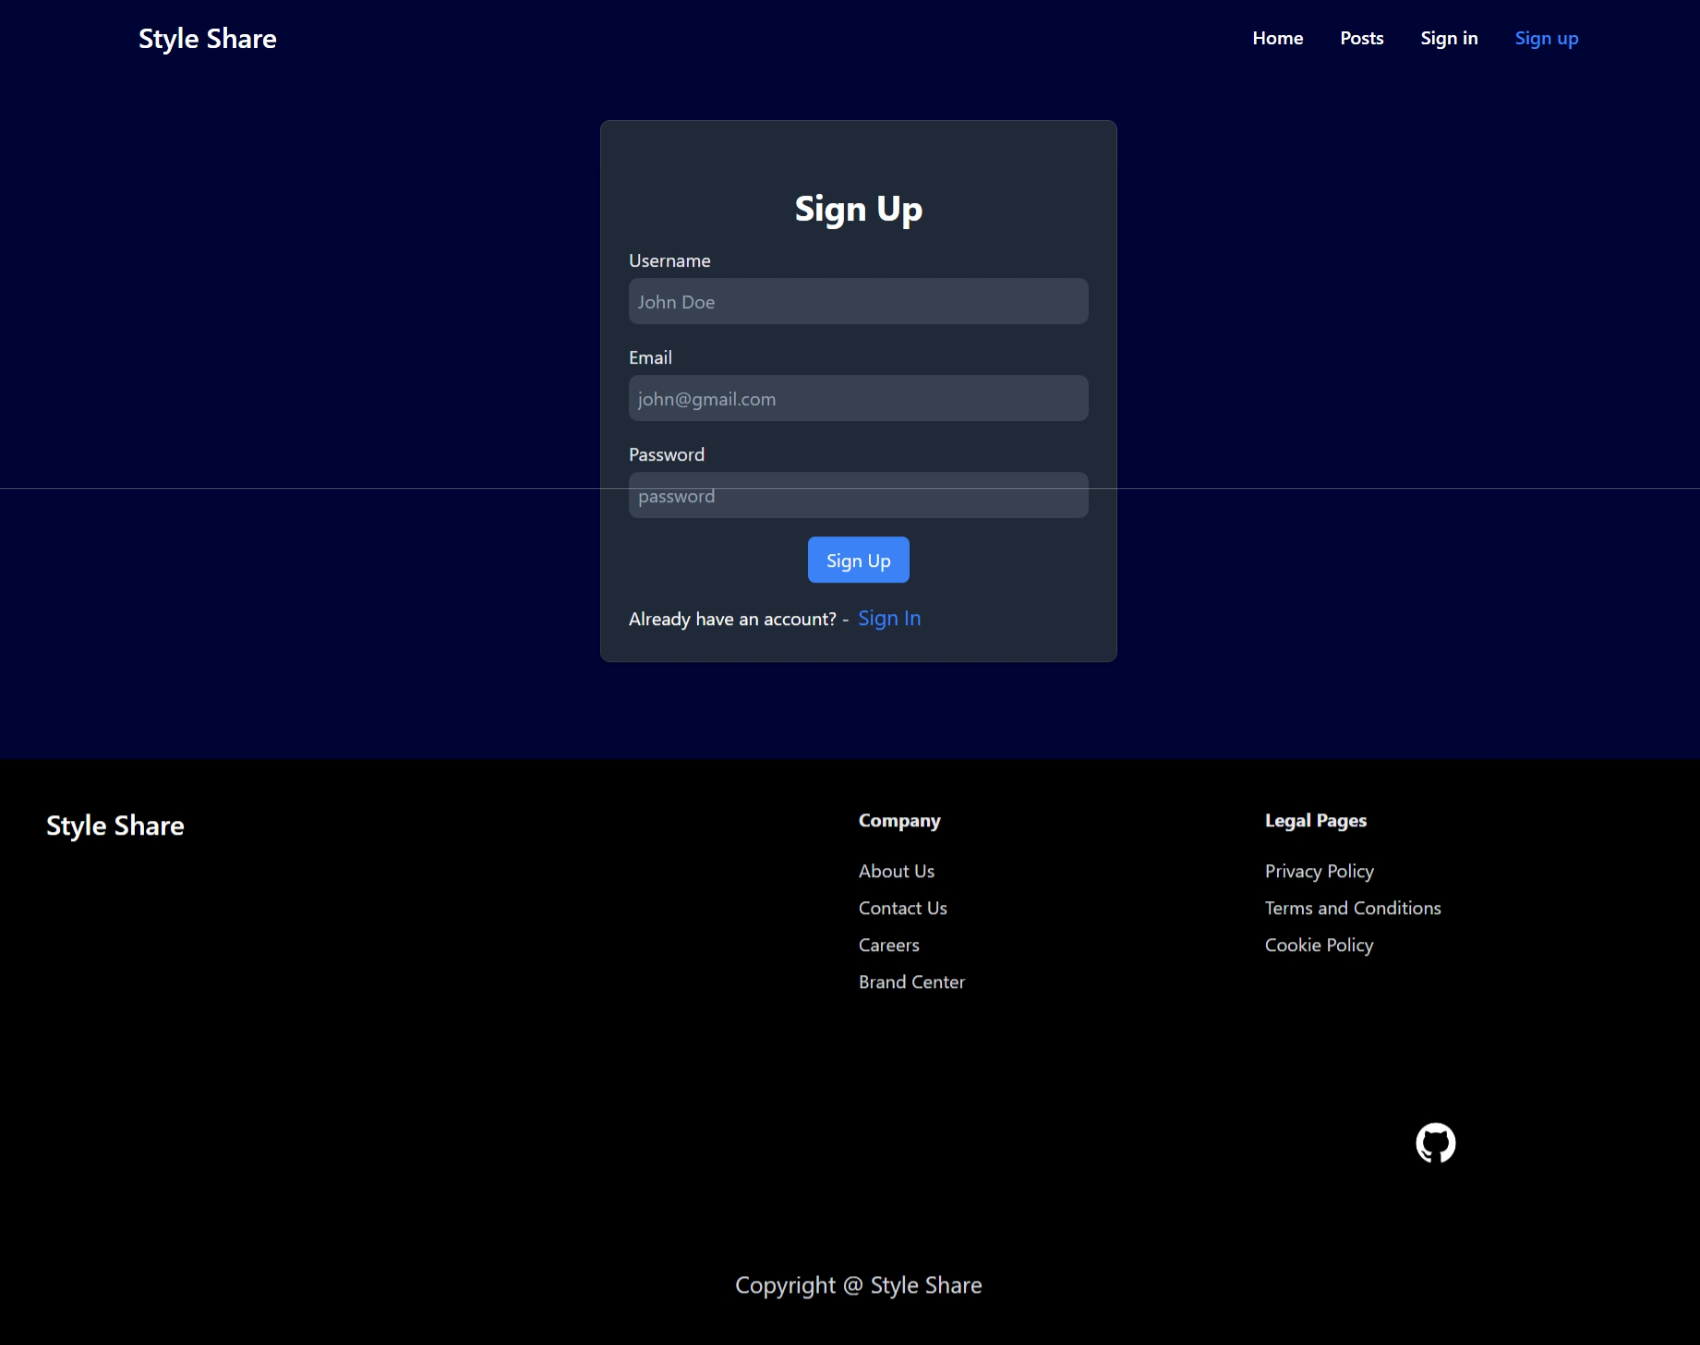 Style Share
Home Posts Sign in Sign up
Sign Up
Username
John Doe
Email
john@gmail.com
Password
password
Sign Up
Already have an account? - Sign In
Style Share
Company
About Us
Contact Us
Careers
Brand Center
Legal Pages
Privacy Policy
Terms and Conditions
Cookie Policy
Copyright @ Style Share